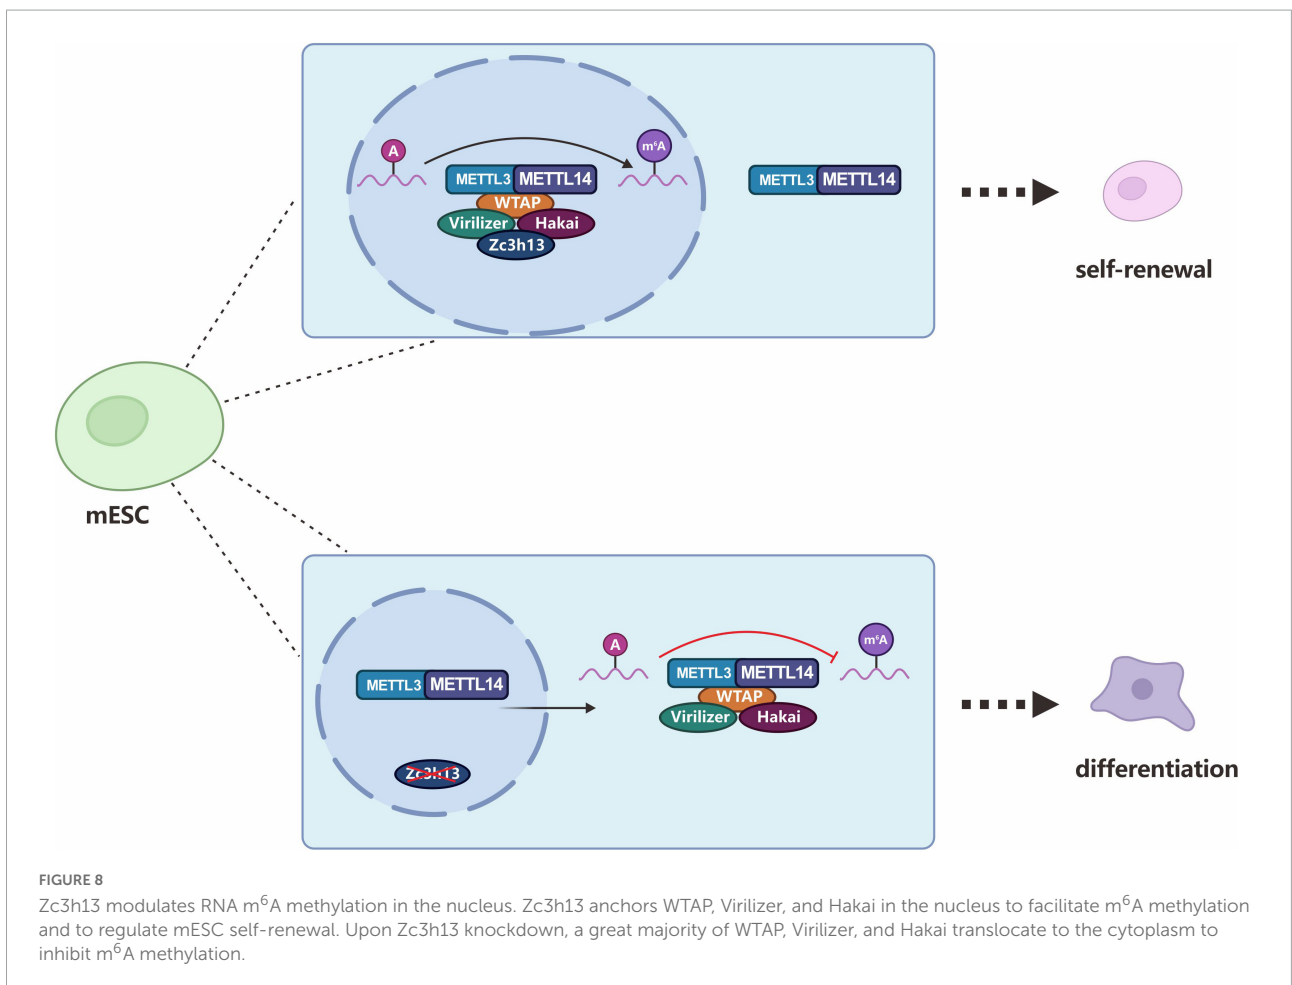 A
m⁶A
METTL3 METTL14
WTAP
Virilizer Hakai
Zc3h13
METTL3 METTL14
self-renewal
mESC
METTL3 METTL14
Zc3h13
A
m⁶A
METTL3 METTL14
WTAP
Virilizer Hakai
differentiation
FIGURE 8
Zc3h13 modulates RNA m⁶A methylation in the nucleus. Zc3h13 anchors WTAP, Virilizer, and Hakai in the nucleus to facilitate m⁶A methylation
and to regulate mESC self-renewal. Upon Zc3h13 knockdown, a great majority of WTAP, Virilizer, and Hakai translocate to the cytoplasm to
inhibit m⁶A methylation.